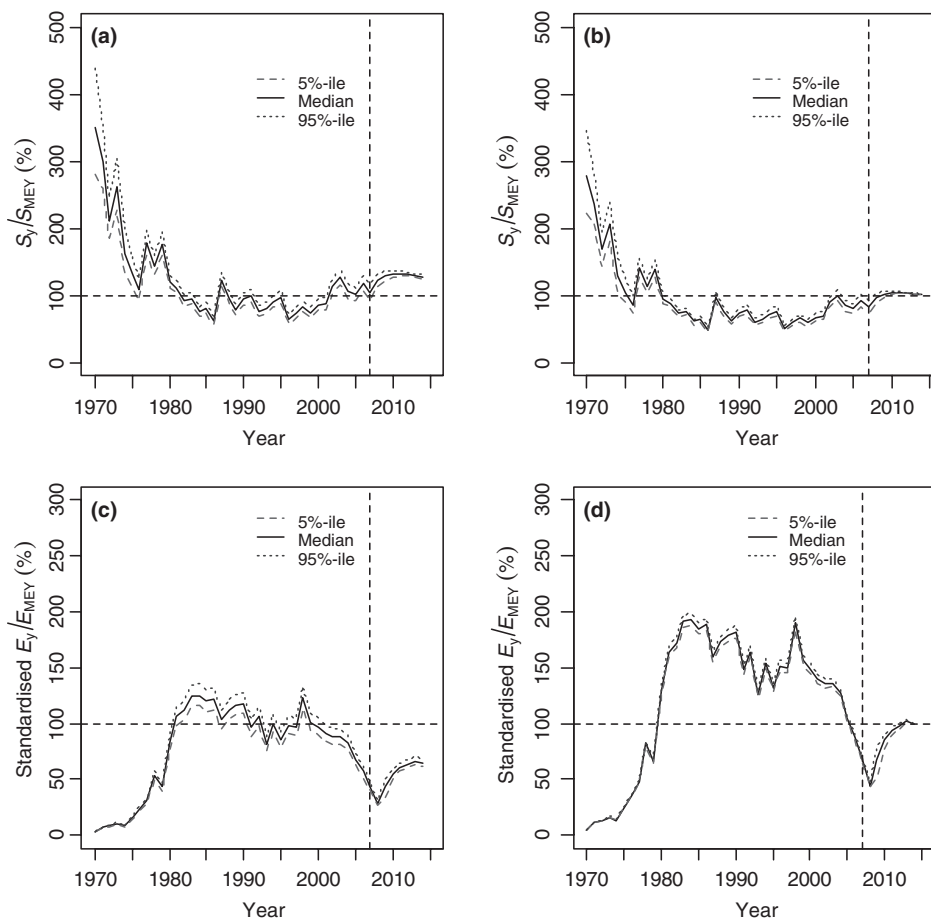 (a)
500
400
300
200
100
0
S_y/S_MEY (%)
5%-ile
Median
95%-ile
1970 1980 1990 2000 2010
Year
(b)
500
400
300
200
100
0
S_y/S_MEY (%)
5%-ile
Median
95%-ile
1970 1980 1990 2000 2010
Year
(c)
300
250
200
150
100
50
0
Standardised E_y/E_MEY (%)
5%-ile
Median
95%-ile
1970 1980 1990 2000 2010
Year
(d)
300
250
200
150
100
50
0
Standardised E_y/E_MEY (%)
5%-ile
Median
95%-ile
1970 1980 1990 2000 2010
Year